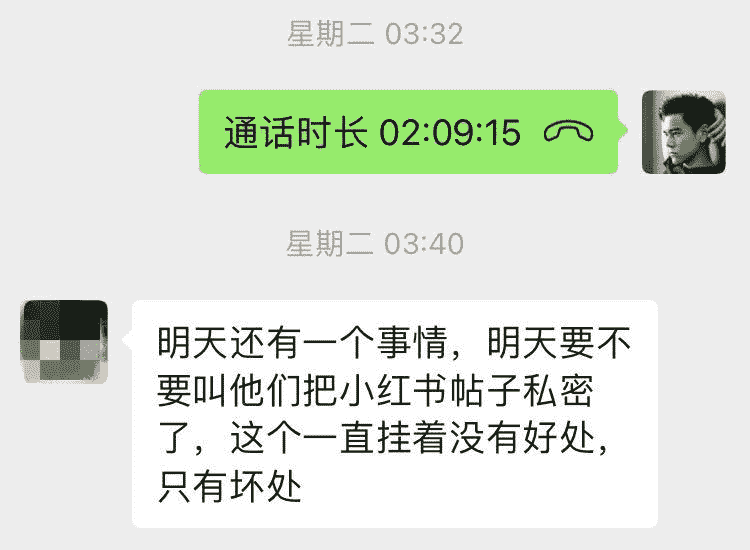 星期二 03:32
通话时长 02:09:15
星期二 03:40
明天还有一个事情，明天要不
要叫他们把小红书帖子私密
了，这个一直挂着没有好处，
只有坏处